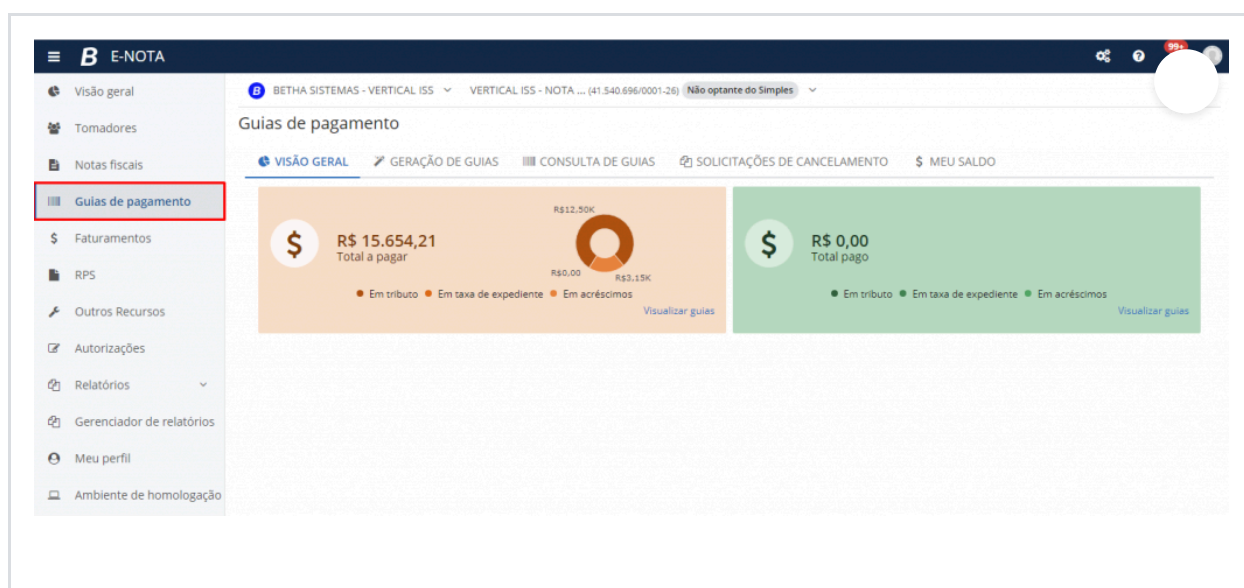 B E-NOTA
99+
Visão geral
Tomadores
Notas fiscais
Guias de pagamento
Faturamentos
RPS
Outros Recursos
Autorizações
Relatórios
Gerenciador de relatórios
Meu perfil
Ambiente de homologação
B BETHA SISTEMAS - VERTICAL ISS VERTICAL ISS - NOTA ... (41.540.696/0001-26) Não optante do Simples
Guias de pagamento
VISÃO GERAL GERAÇÃO DE GUIAS CONSULTA DE GUIAS SOLICITAÇÕES DE CANCELAMENTO $ MEU SALDO
R$12,50K
$ R$ 15.654,21
Total a pagar
R$0,00 R$3,15K
Em tributo Em taxa de expediente Em acréscimos
Visualizar guias
$ R$ 0,00
Total pago
Em tributo Em taxa de expediente Em acréscimos
Visualizar guias